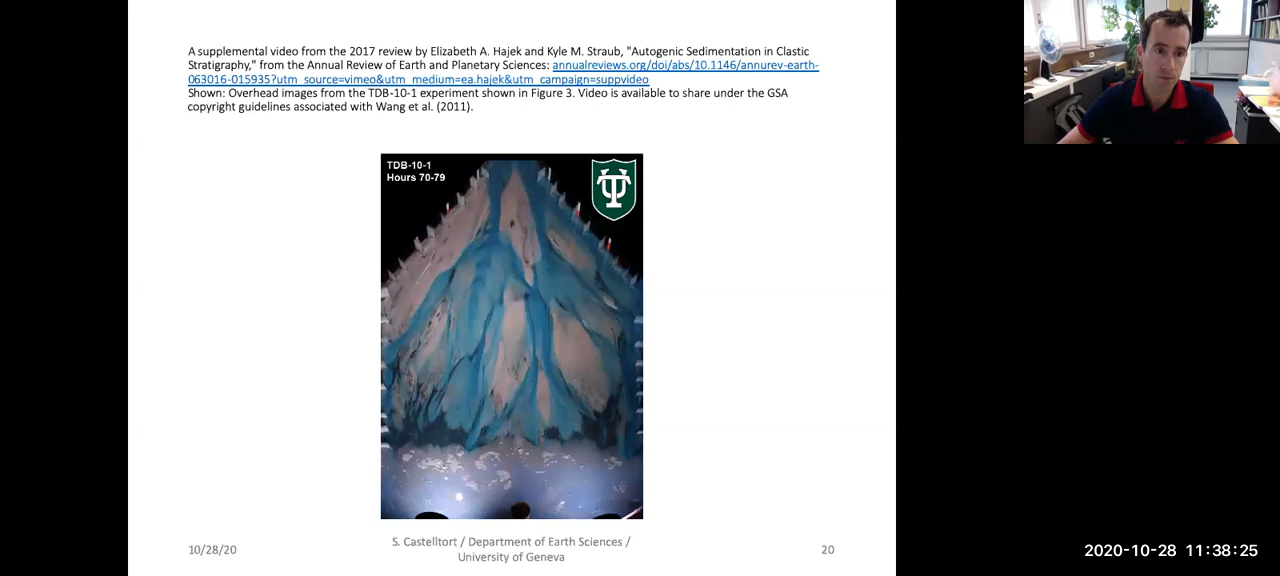 A supplemental video from the 2017 review by Elizabeth A. Hajek and Kyle M. Straub, "Autogenic Sedimentation in Clastic
Stratigraphy," from the Annual Review of Earth and Planetary Sciences: annualreviews.org/doi/abs/10.1146/annurev-earth-
063016-015935?utm_source=vimeo&utm_medium=ea.hajek&utm_campaign=suppvideo
Shown: Overhead images from the TDB-10-1 experiment shown in Figure 3. Video is available to share under the GSA
copyright guidelines associated with Wang et al. (2011).
TDB-10-1
Hours 70-79
10/28/20
S. Castelltort / Department of Earth Sciences /
University of Geneva
20
2020-10-28 11:38:25